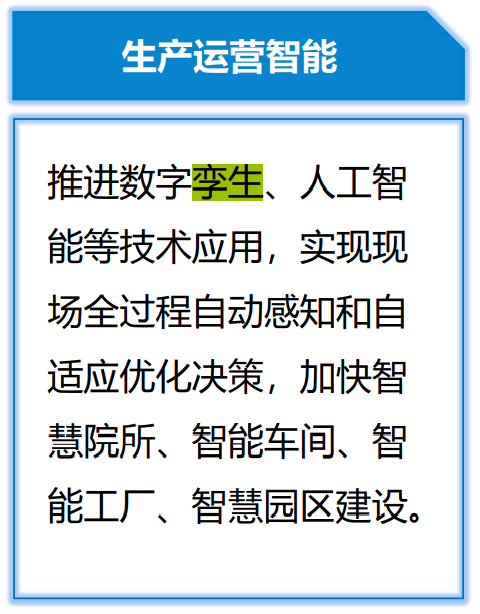 生产运营智能
推进数字孪生、人工智
能等技术应用，实现现
场全过程自动感知和自
适应优化决策，加快智
慧院所、智能车间、智
能工厂、智慧园区建设。